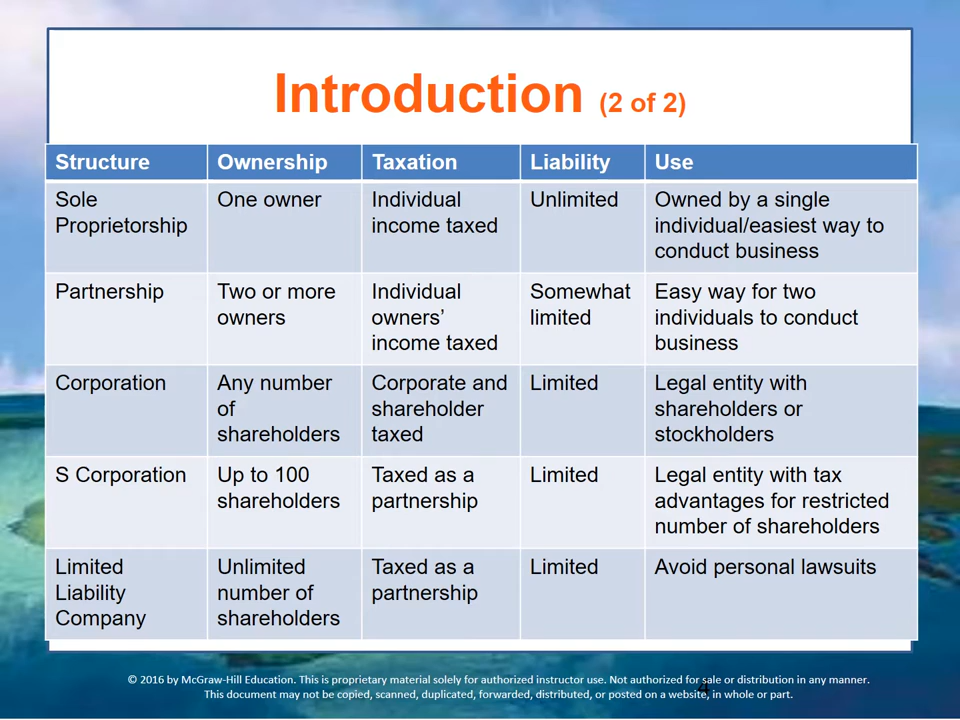 Introduction (2 of 2)
Structure Ownership Taxation Liability Use
Sole Proprietorship One owner Individual income taxed Unlimited Owned by a single individual/easiest way to conduct business
Partnership Two or more owners Individual owners’ income taxed Somewhat limited Easy way for two individuals to conduct business
Corporation Any number of shareholders Corporate and shareholder taxed Limited Legal entity with shareholders or stockholders
S Corporation Up to 100 shareholders Taxed as a partnership Limited Legal entity with tax advantages for restricted number of shareholders
Limited Liability Company Unlimited number of shareholders Taxed as a partnership Limited Avoid personal lawsuits
© 2016 by McGraw-Hill Education. This is proprietary material solely for authorized instructor use. Not authorized for sale or distribution in any manner.
This document may not be copied, scanned, duplicated, forwarded, distributed, or posted on a website, in whole or part.
4